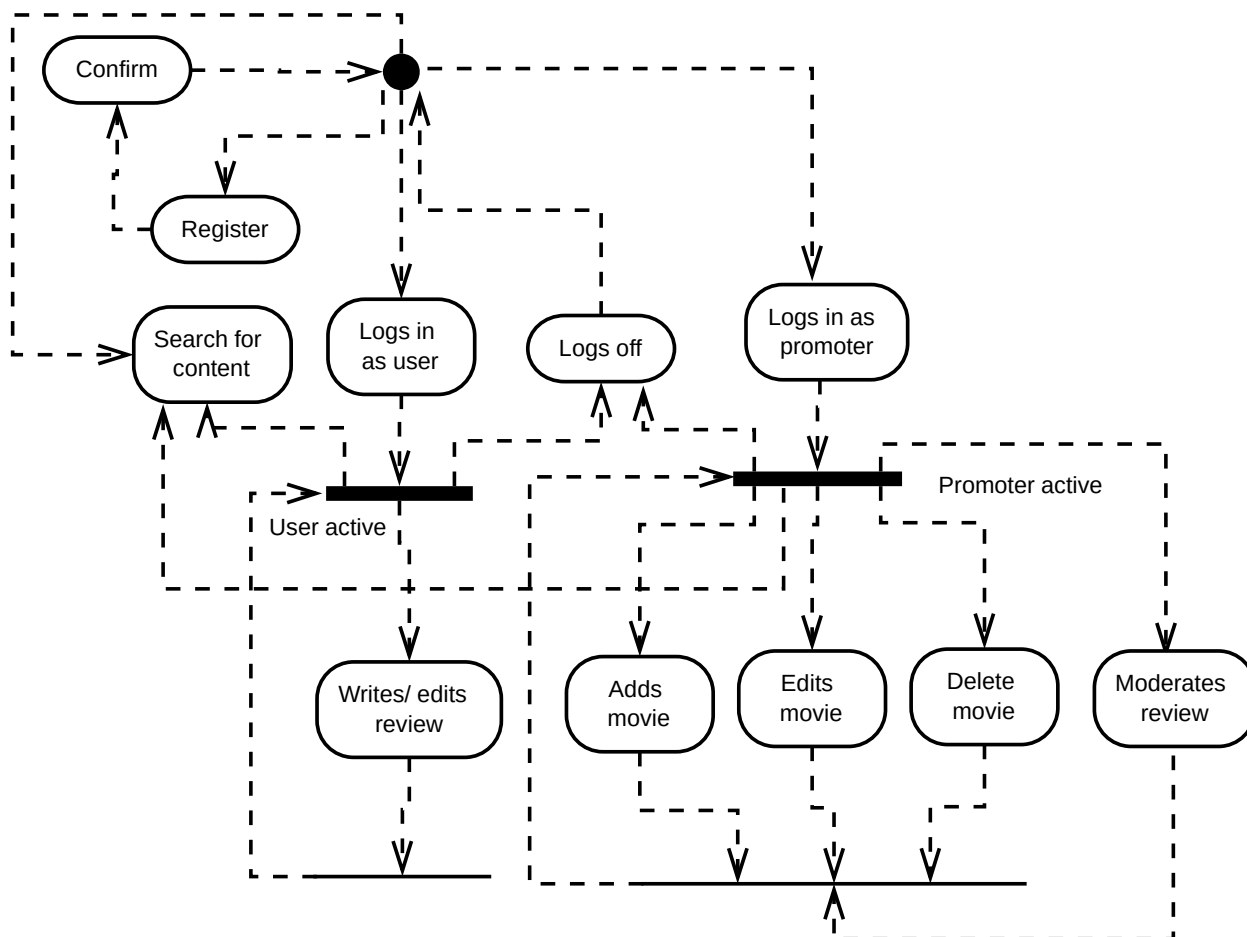 Confirm
Register
Search for
content
Logs in
as user
Logs off
Logs in as
promoter
User active
Promoter active
Writes/ edits
review
Adds
movie
Edits
movie
Delete
movie
Moderates
review